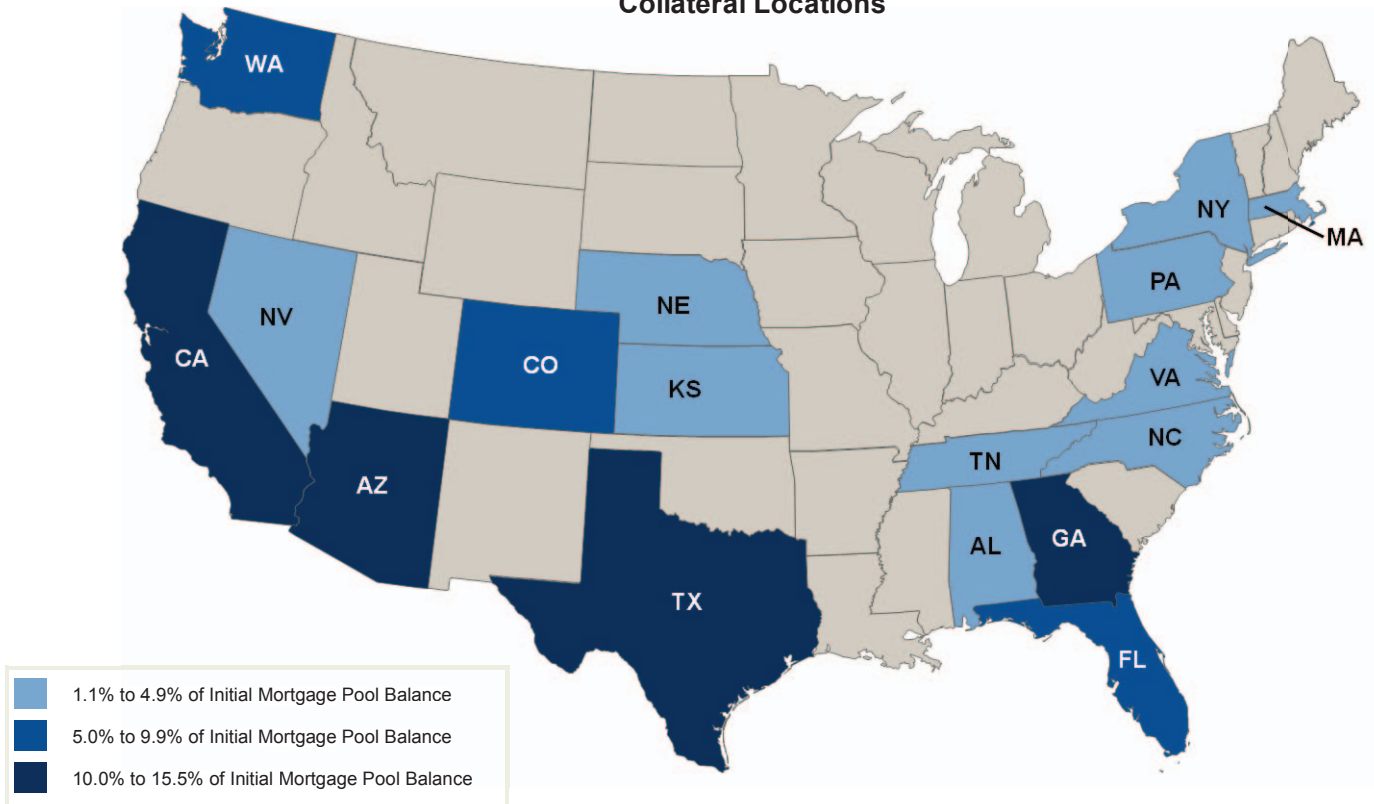 Collateral Locations
WA
NY
MA
PA
NE
NV
CA
CO
KS
VA
NC
TN
AZ
AL
GA
TX
FL
1.1% to 4.9% of Initial Mortgage Pool Balance
5.0% to 9.9% of Initial Mortgage Pool Balance
10.0% to 15.5% of Initial Mortgage Pool Balance